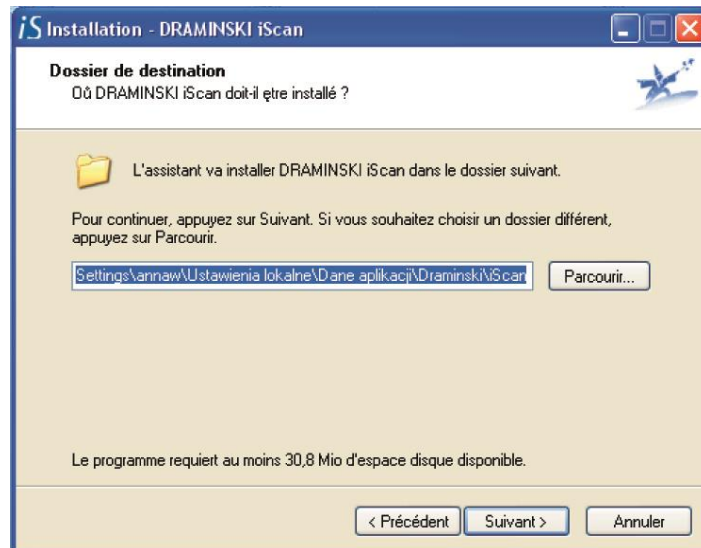 iS Installation - DRAMINSKI iScan
Dossier de destination
Oů DRAMINSKI iScan doit-il ętre installé ?
L'assistant va installer DRAMINSKI iScan dans le dossier suivant.
Pour continuer, appuyez sur Suivant. Si vous souhaitez choisir un dossier différent,
appuyez sur Parcourir.
Settings\annaw\Ustawienia lokalne\Dane aplikacji\Draminski\iScan
Parcourir...
Le programme requiert au moins 30,8 Mio d'espace disque disponible.
< Précédent
Suivant >
Annuler